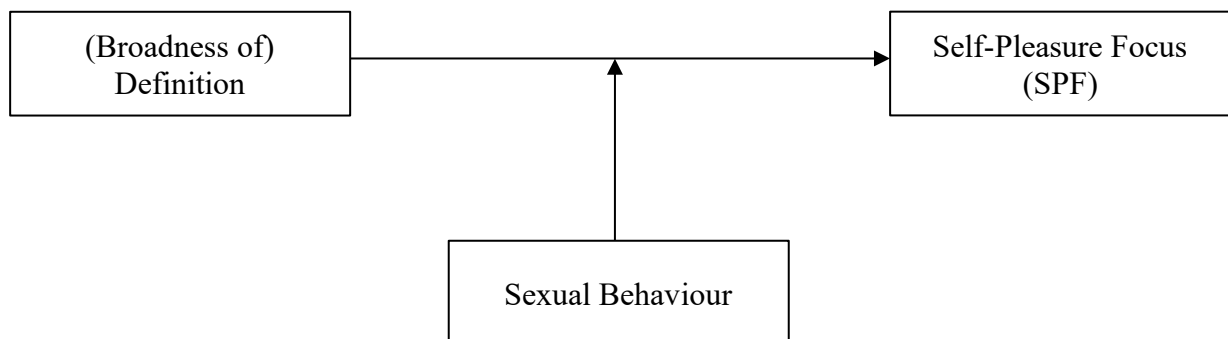 (Broadness of)
Definition
Self-Pleasure Focus
(SPF)
Sexual Behaviour